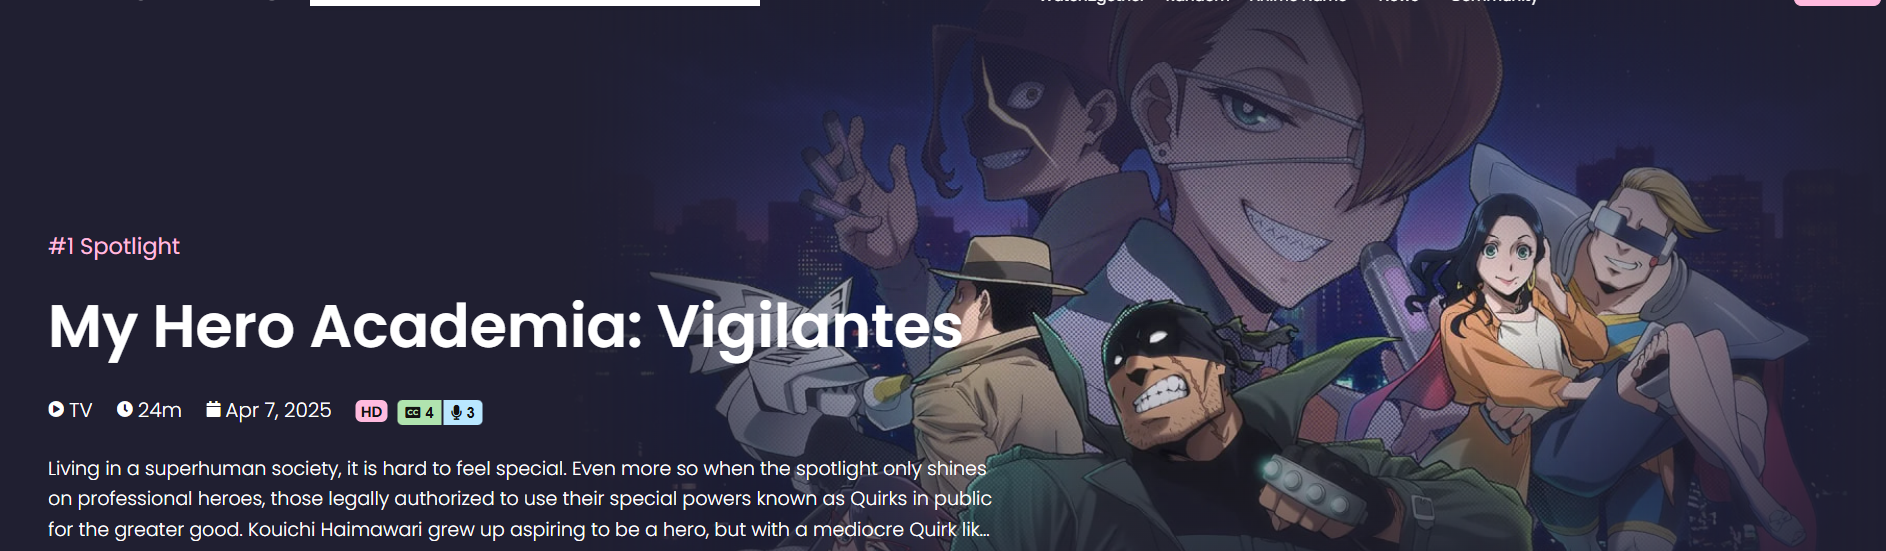 #1 Spotlight
My Hero Academia: Vigilantes
TV 24m Apr 7, 2025 HD CC 4 3
Living in a superhuman society, it is hard to feel special. Even more so when the spotlight only shines
on professional heroes, those legally authorized to use their special powers known as Quirks in public
for the greater good. Kouichi Haimawari grew up aspiring to be a hero, but with a mediocre Quirk lik...